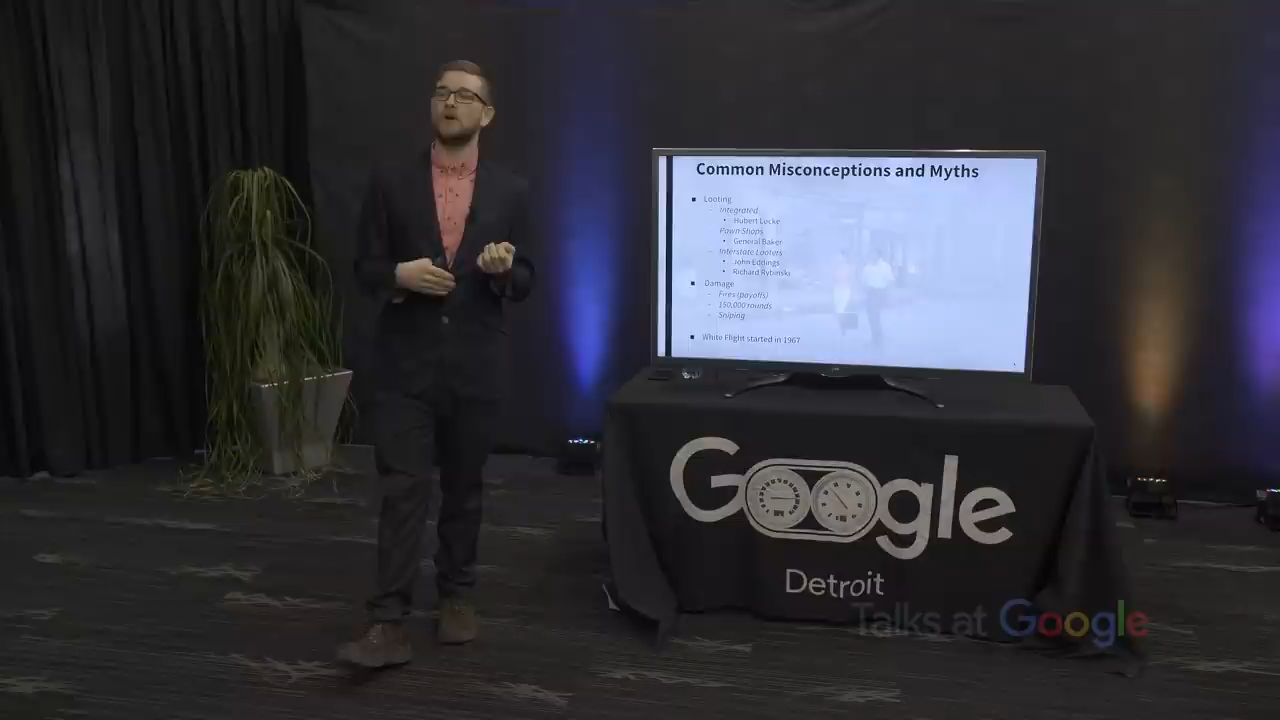 Common Misconceptions and Myths
■ Looting
– Integrated
• Hubert Locke
Pawn Shops
• General Baker
– Interstate Looters
• John Eddings
• Richard Rybinski
■ Damage
– Fires (payoffs)
– 150,000 rounds
– Sniping
■ White Flight started in 1967
Google
Detroit
Talks at Google